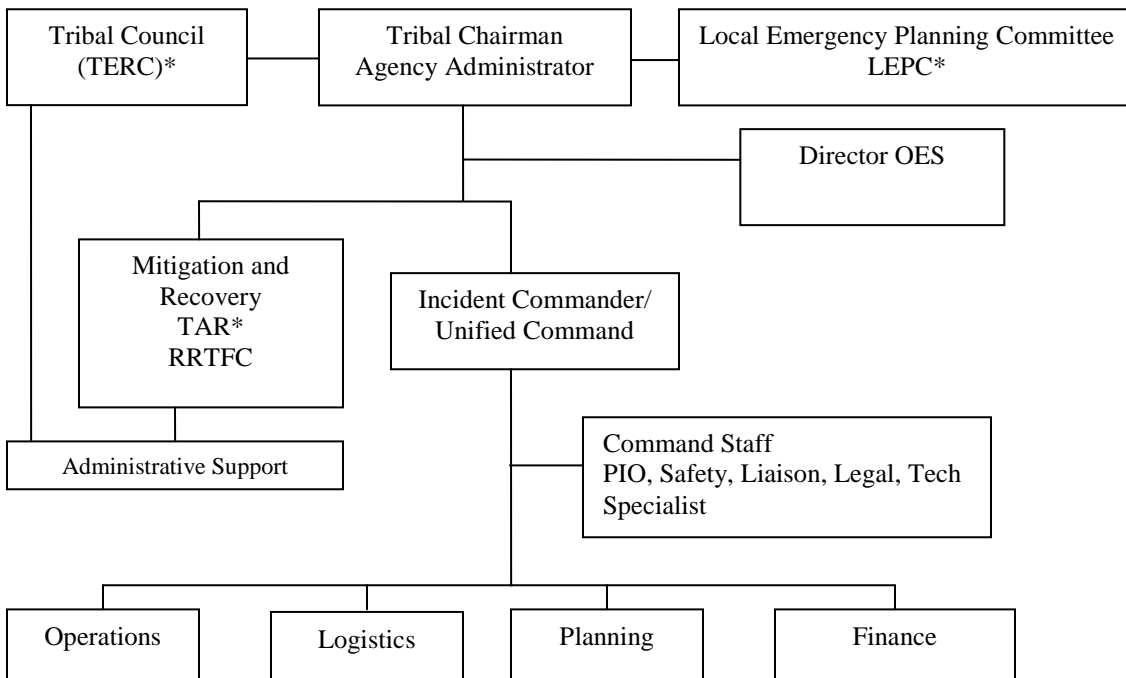 Tribal Council
(TERC)*
Tribal Chairman
Agency Administrator
Local Emergency Planning Committee
LEPC*
Director OES
Mitigation and
Recovery
TAR*
RRTFC
Incident Commander/
Unified Command
Administrative Support
Command Staff
PIO, Safety, Liaison, Legal, Tech
Specialist
Operations
Logistics
Planning
Finance